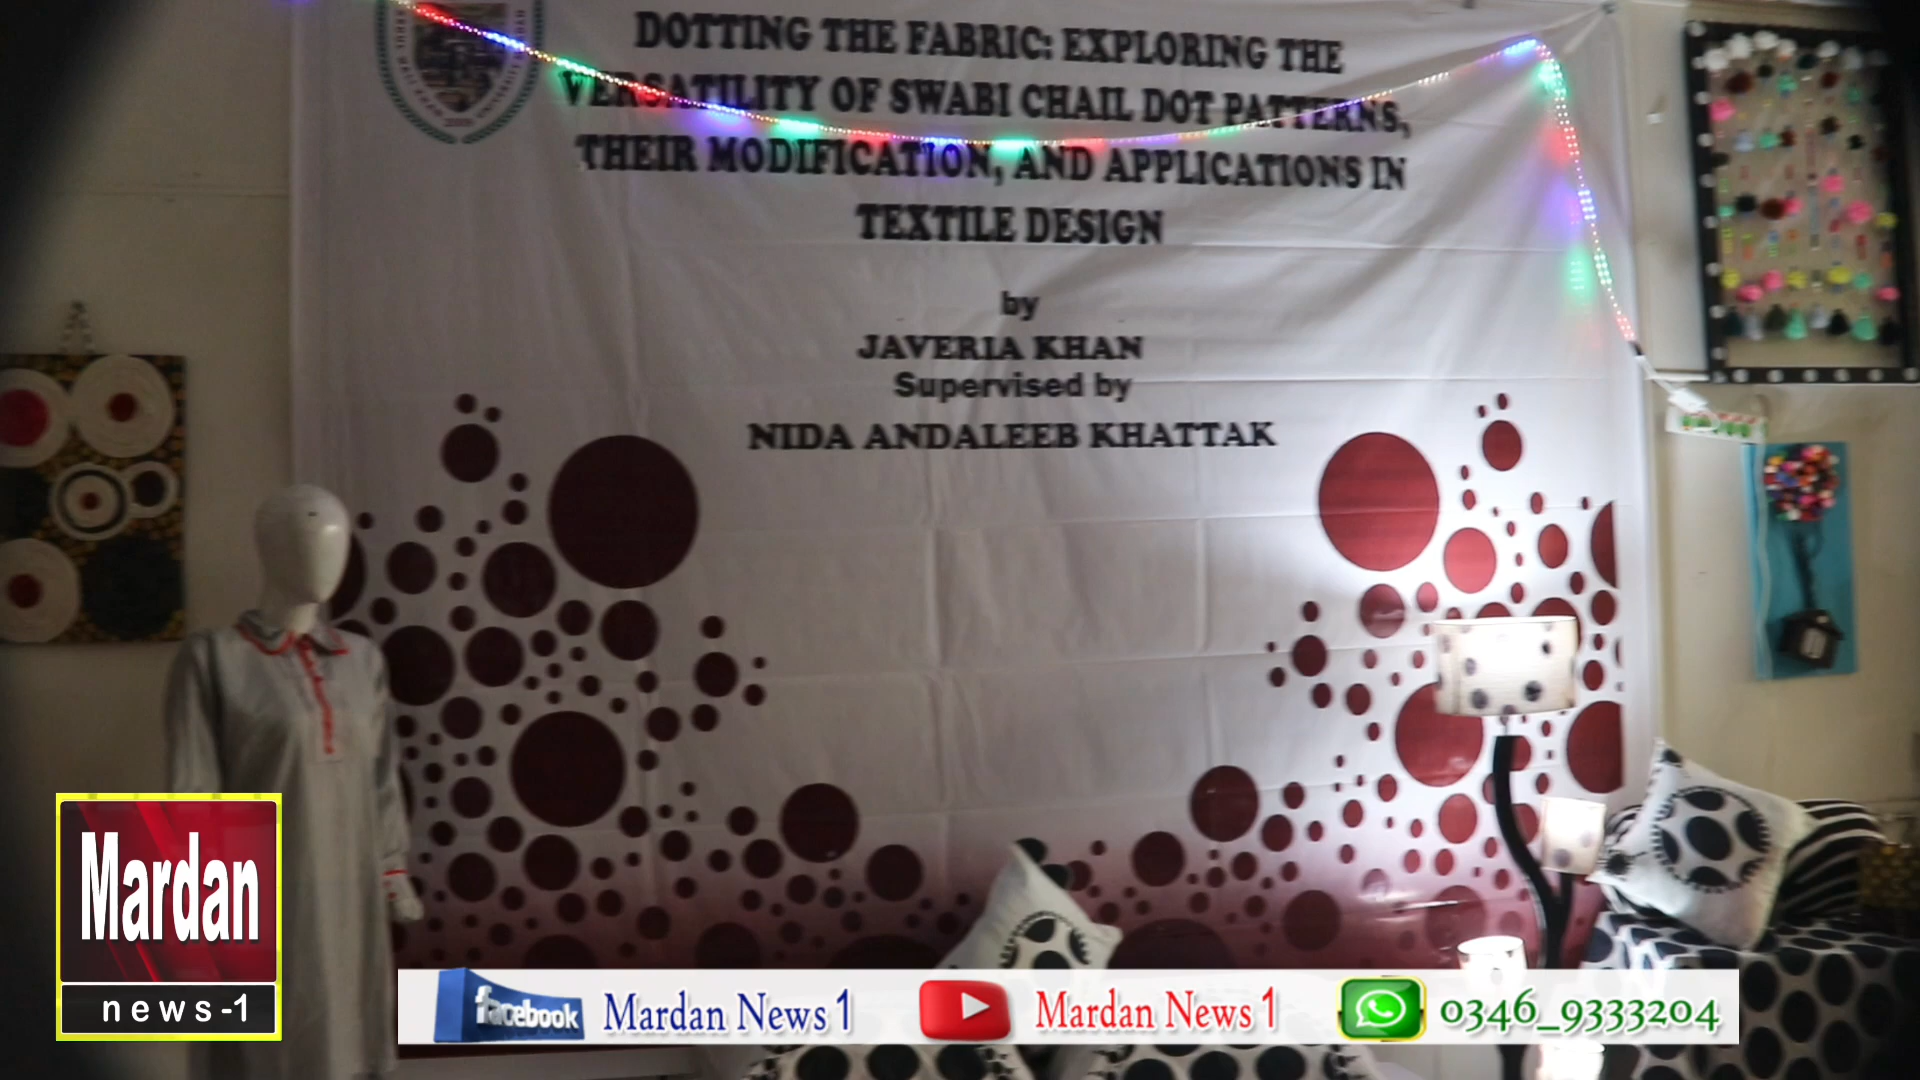 DOTTING THE FABRIC: EXPLORING THE
VERSATILITY OF SWABI CHAIL DOT PATTERNS,
THEIR MODIFICATION, AND APPLICATIONS IN
TEXTILE DESIGN
by
JAVERIA KHAN
Supervised by
NIDA ANDALEEB KHATTAK
Mardan
news-1
facebook Mardan News 1
Mardan News 1
0346_9333204